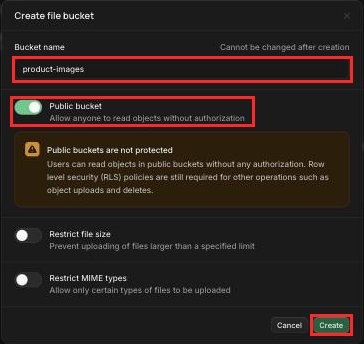 Create file bucket
Bucket name Cannot be changed after creation
product-images
Public bucket
Allow anyone to read objects without authorization
Public buckets are not protected
Users can read objects in public buckets without any authorization. Row
level security (RLS) policies are still required for other operations such as
object uploads and deletes.
Restrict file size
Prevent uploading of files larger than a specified limit
Restrict MIME types
Allow only certain types of files to be uploaded
Cancel Create